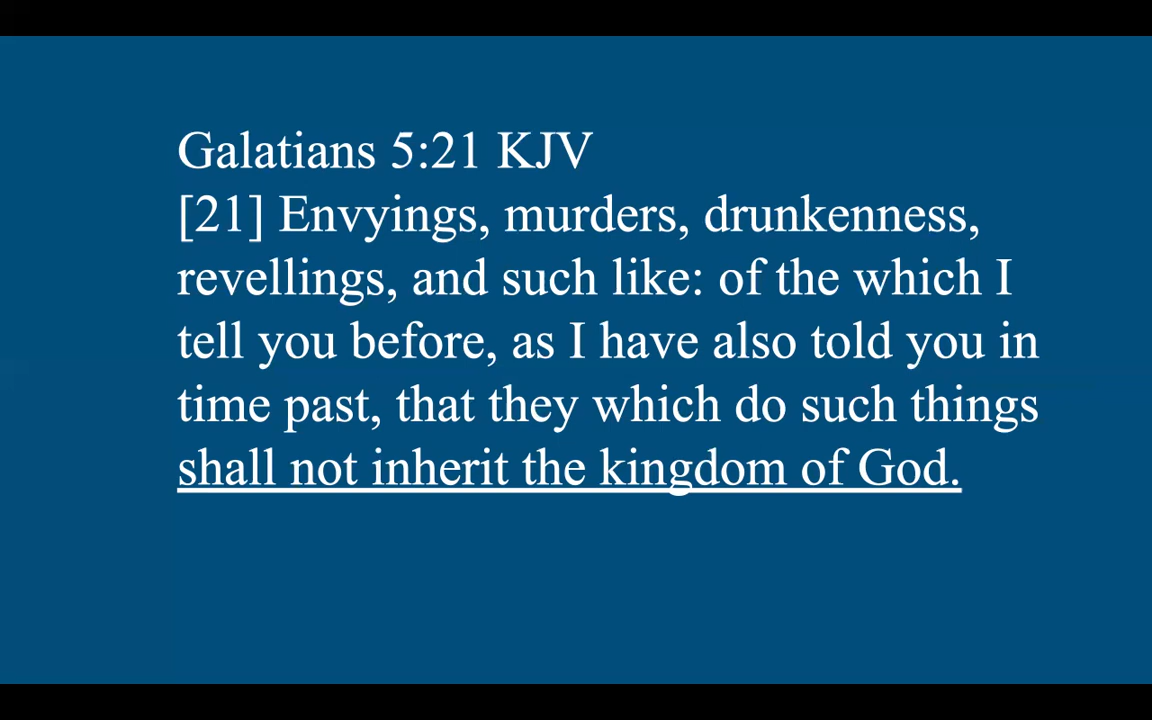 Galatians 5:21 KJV
[21] Envyings, murders, drunkenness,
revellings, and such like: of the which I
tell you before, as I have also told you in
time past, that they which do such things
shall not inherit the kingdom of God.